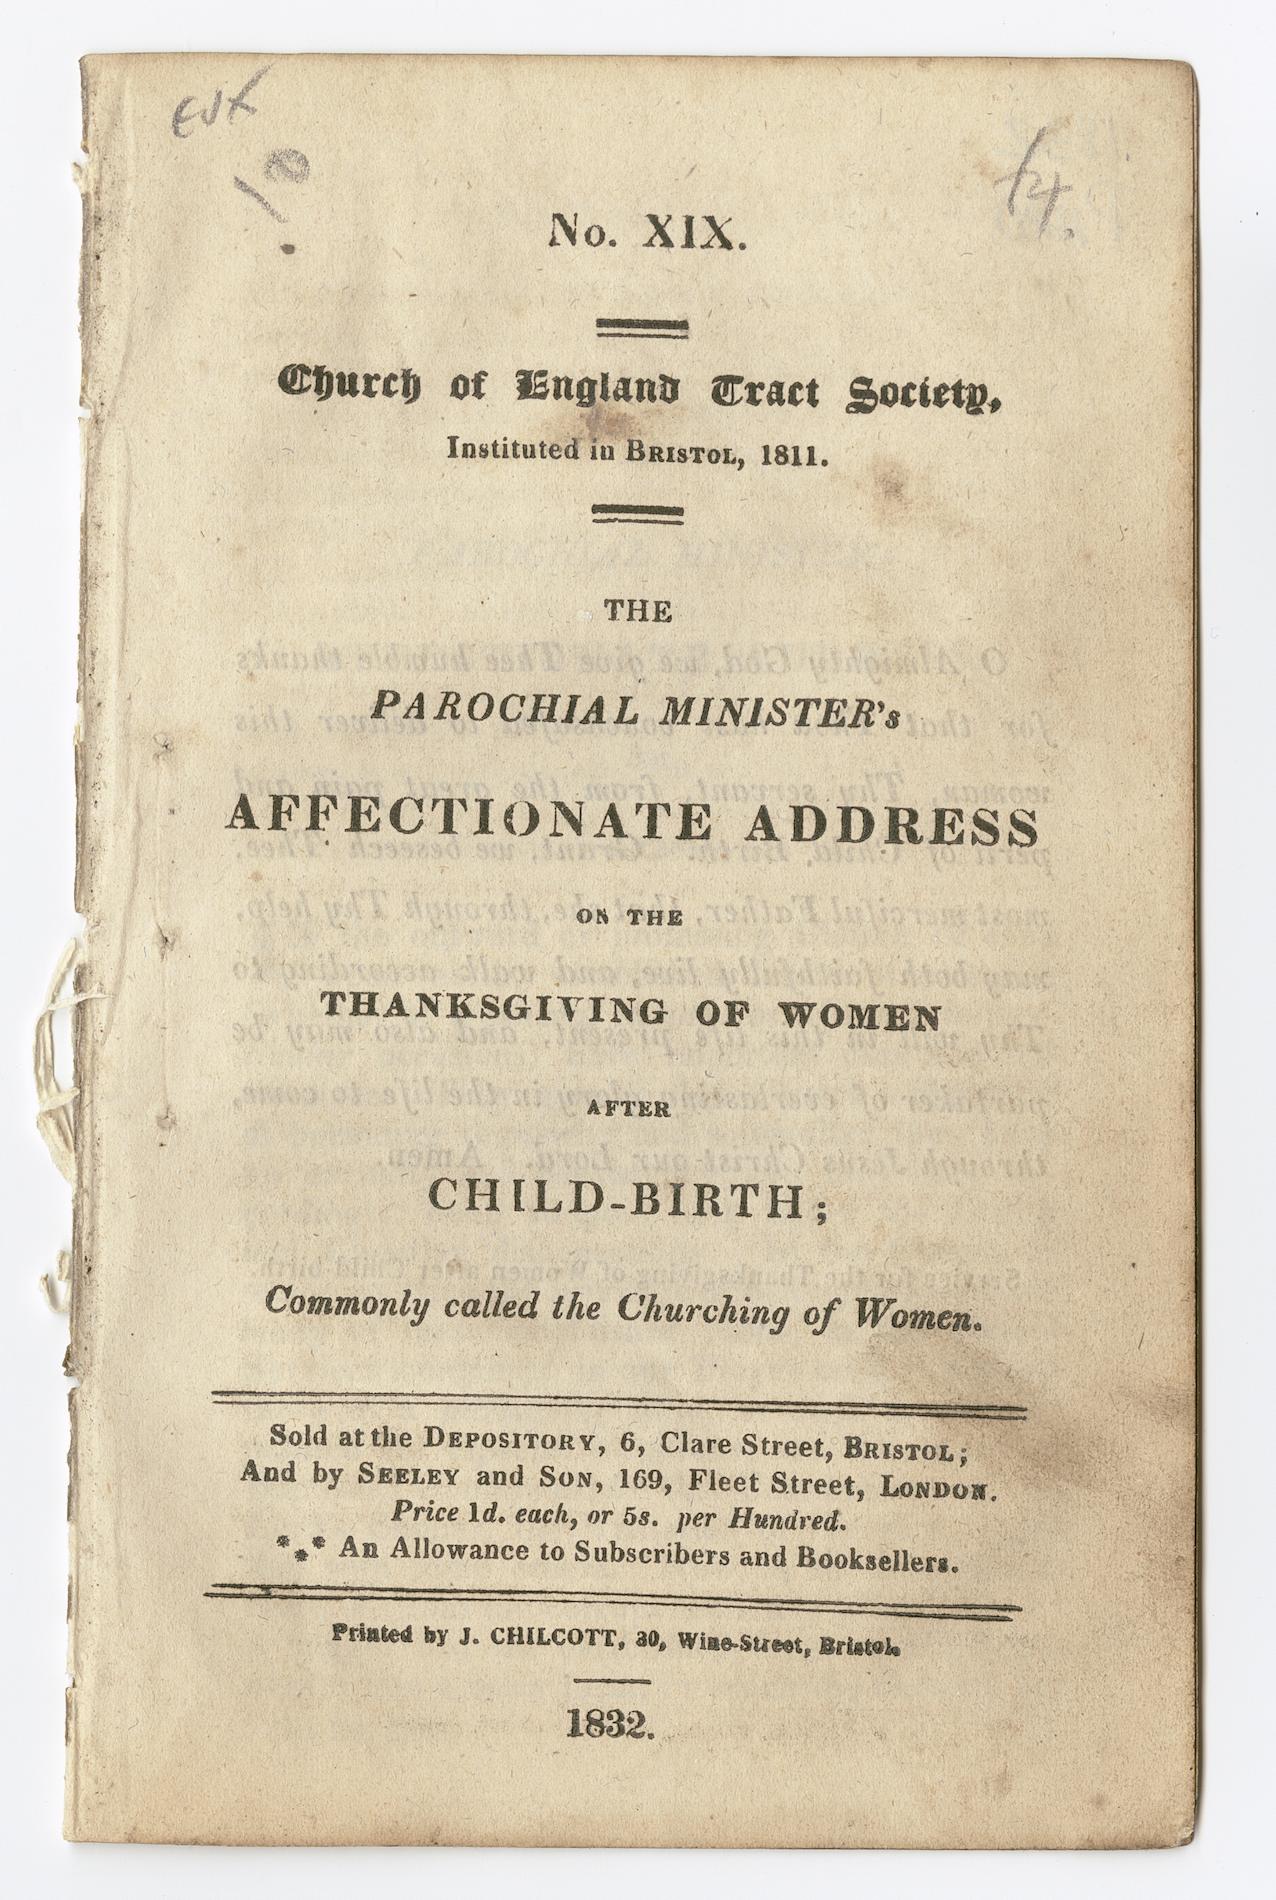 No. XIX.
Church of England Tract Society,
Instituted in BRISTOL, 1811.
THE
PAROCHIAL MINISTER's
AFFECTIONATE ADDRESS
ON THE
THANKSGIVING OF WOMEN
AFTER
CHILD-BIRTH;
Commonly called the Churching of Women.
Sold at the DEPOSITORY, 6, Clare Street, BRISTOL;
And by SEELEY and SON, 169, Fleet Street, LONDON.
Price 1d. each, or 5s. per Hundred.
*** An Allowance to Subscribers and Booksellers.
Printed by J. CHILCOTT, 30, Wine-Street, Bristol.
1832.